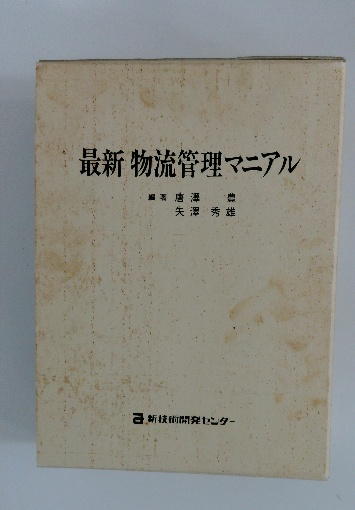 最新 物流管理マニアル
編著 唐澤 豊
矢澤 秀雄
新技術開発センター